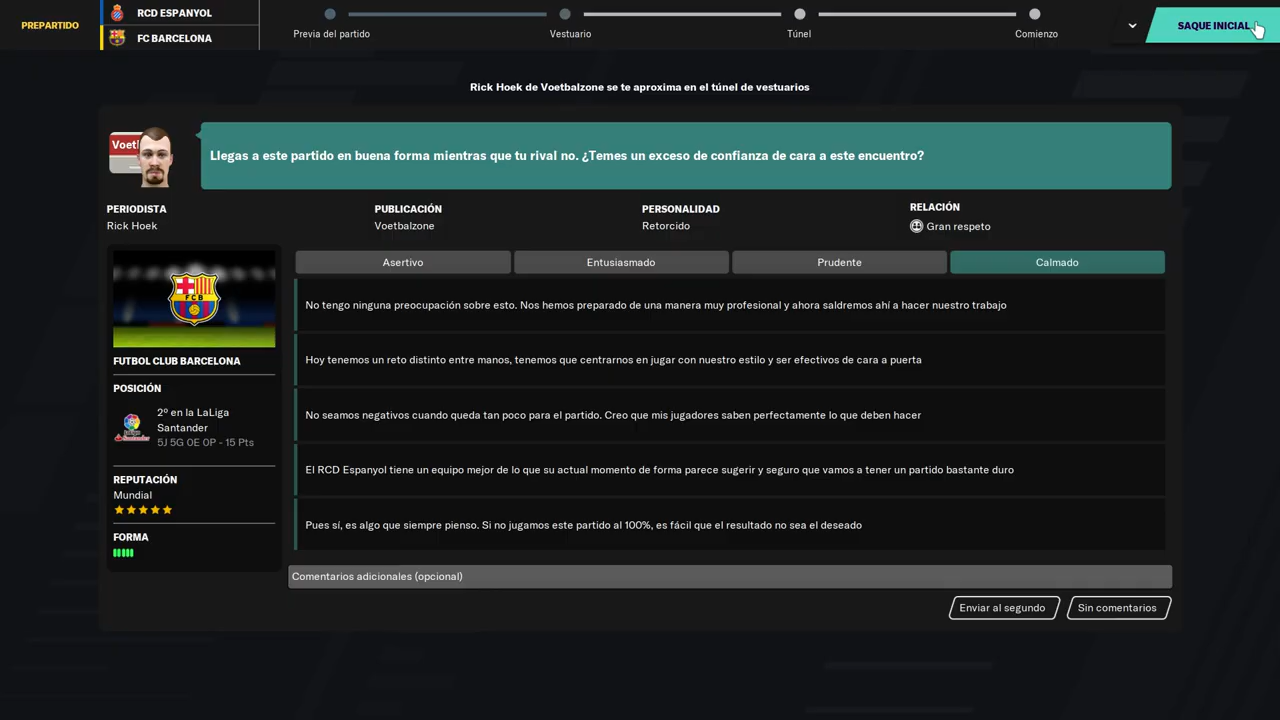 PREPARTIDO
RCD ESPANYOL
FC BARCELONA
Previa del partido
Vestuario
Túnel
Comienzo
SAQUE INICIAL
Rick Hoek de Voetbalzone se te aproxima en el túnel de vestuarios
Llegas a este partido en buena forma mientras que tu rival no. ¿Temes un exceso de confianza de cara a este encuentro?
PERIODISTA
Rick Hoek
PUBLICACIÓN
Voetbalzone
PERSONALIDAD
Retorcido
RELACIÓN
Gran respeto
Asertivo
Entusiasmado
Prudente
Calmado
FCB
FUTBOL CLUB BARCELONA
POSICIÓN
2º en la LaLiga
Santander
5J 5G 0E 0P - 15 Pts
REPUTACIÓN
Mundial
FORMA
No tengo ninguna preocupación sobre esto. Nos hemos preparado de una manera muy profesional y ahora saldremos ahí a hacer nuestro trabajo
Hoy tenemos un reto distinto entre manos, tenemos que centrarnos en jugar con nuestro estilo y ser efectivos de cara a puerta
No seamos negativos cuando queda tan poco para el partido. Creo que mis jugadores saben perfectamente lo que deben hacer
El RCD Espanyol tiene un equipo mejor de lo que su actual momento de forma parece sugerir y seguro que vamos a tener un partido bastante duro
Pues sí, es algo que siempre pienso. Si no jugamos este partido al 100%, es fácil que el resultado no sea el deseado
Comentarios adicionales (opcional)
Enviar al segundo
Sin comentarios